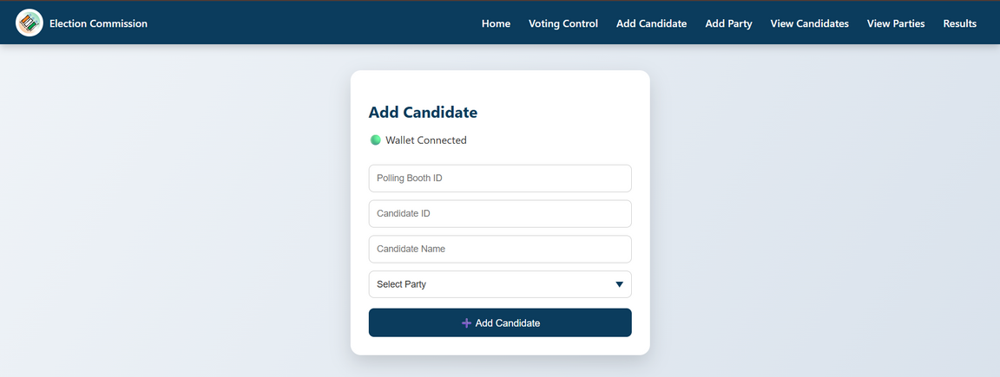 Election Commission
Home Voting Control Add Candidate Add Party View Candidates View Parties Results
Add Candidate
Wallet Connected
Polling Booth ID
Candidate ID
Candidate Name
Select Party
Add Candidate